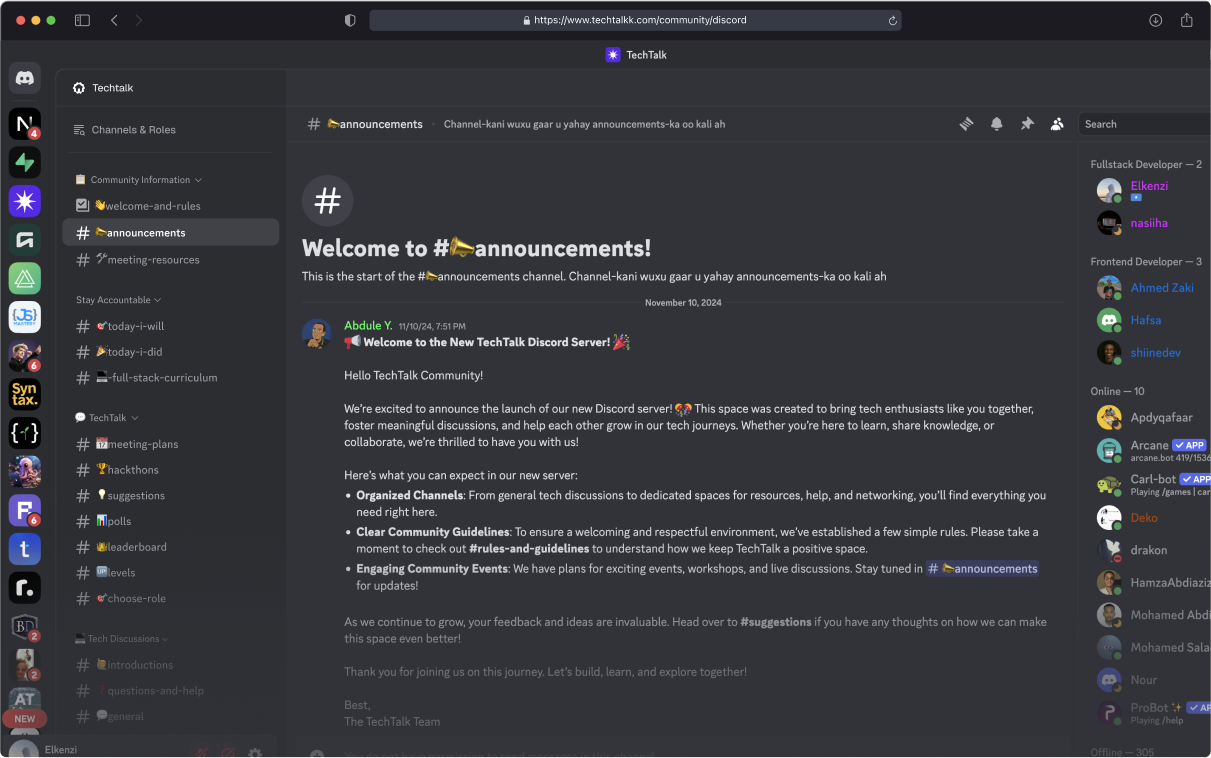 https://www.techtalkk.com/community/discord
TechTalk
Techtalk
Channels & Roles
Community Information
welcome-and-rules
announcements
meeting-resources
Stay Accountable
today-i-will
today-i-did
-full-stack-curriculum
TechTalk
meeting-plans
hackthons
suggestions
polls
leaderboard
levels
choose-role
Tech Discussions
introductions
questions-and-help
general
Elkenzi
N
4
JS
MASTERY
6
Syn
tax.
F
6
t
r.
BD
2
2
AT
NEW
announcements
Channel-kani wuxu gaar u yahay announcements-ka oo kali ah
Search
Welcome to #announcements!
This is the start of the #announcements channel. Channel-kani wuxu gaar u yahay announcements-ka oo kali ah
November 10, 2024
Abdule Y. 11/10/24, 7:51 PM
Welcome to the New TechTalk Discord Server!
Hello TechTalk Community!
We're excited to announce the launch of our new Discord server! This space was created to bring tech enthusiasts like you together,
foster meaningful discussions, and help each other grow in our tech journeys. Whether you're here to learn, share knowledge, or
collaborate, we're thrilled to have you with us!
Here's what you can expect in our new server:
• Organized Channels: From general tech discussions to dedicated spaces for resources, help, and networking, you'll find everything you
need right here.
• Clear Community Guidelines: To ensure a welcoming and respectful environment, we've established a few simple rules. Please take a
moment to check out #rules-and-guidelines to understand how we keep TechTalk a positive space.
• Engaging Community Events: We have plans for exciting events, workshops, and live discussions. Stay tuned in # announcements
for updates!
As we continue to grow, your feedback and ideas are invaluable. Head over to #suggestions if you have any thoughts on how we can make
this space even better!
Thank you for joining us on this journey. Let's build, learn, and explore together!
Best,
The TechTalk Team
You do not have permission to send messages in this channel.
Fullstack Developer — 2
Elkenzi
nasiiha
Frontend Developer — 3
Ahmed Zaki
Hafsa
shiinedev
Online — 10
Apdyqafaar
Arcane ✓ APP
arcane.bot 419/1536
Carl-bot ✓ APP
Playing /games | car
Deko
drakon
HamzaAbdiaziz
Mohamed Abdi
Mohamed Sala
Nour
ProBot ✓ AP
Playing /help
Offline — 305